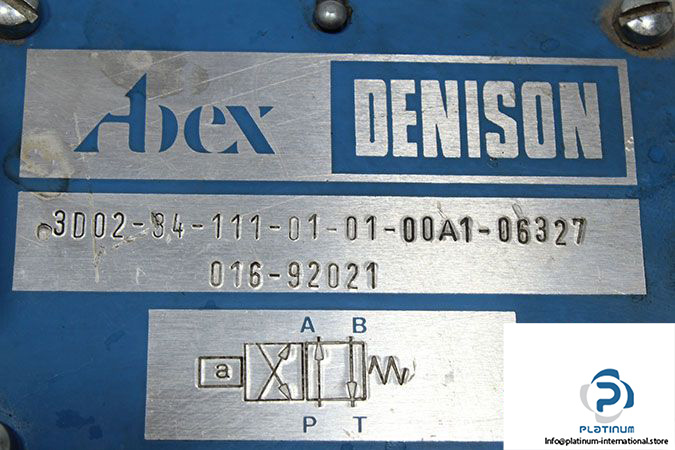 Abex DENISON
3D02-34-111-01-01-00A1-06327
016-92021
A B
a
P T
PLATINUM
Info@platinum-international.store